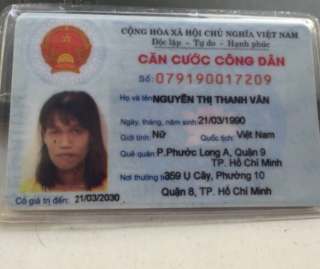 CỘNG HÒA XÃ HỘI CHỦ NGHĨA VIỆT NAM
Độc lập - Tự do - Hạnh phúc
CĂN CƯỚC CÔNG DÂN
Số: 079190017209
Họ và tên: NGUYỄN THỊ THANH VÂN
Ngày, tháng, năm sinh: 21/03/1990
Giới tính: Nữ Quốc tịch: Việt Nam
Quê quán: P.Phước Long A, Quận 9
TP. Hồ Chí Minh
Nơi thường trú: 359 U Cây, Phường 10
Quận 8, TP. Hồ Chí Minh
Có giá trị đến: 21/03/2030